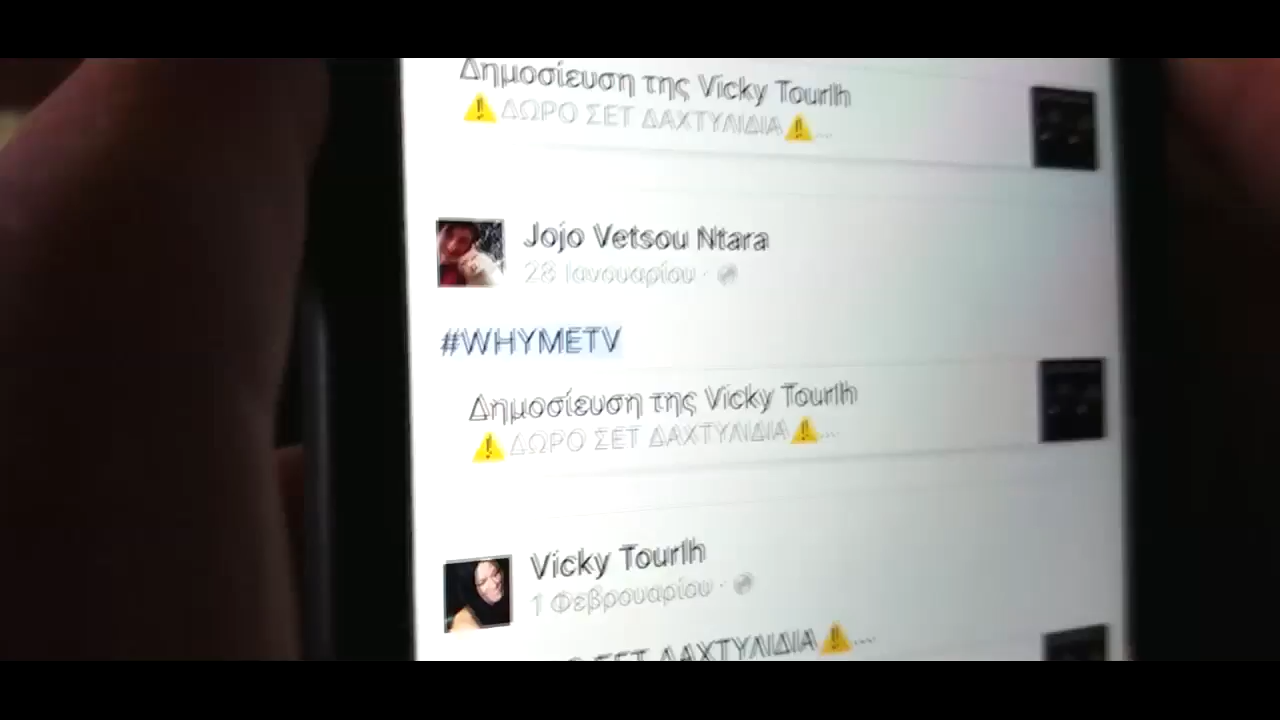 Δημοσίευση της Vicky Tourlh
⚠️ΔΩΡΟ ΣΕΤ ΔΑΧΤΥΛΙΔΙΑ⚠️...
Jojo Vetsou Ntara
28 Ιανουαρίου ·
#WHYMETV
Δημοσίευση της Vicky Tourlh
⚠️ΔΩΡΟ ΣΕΤ ΔΑΧΤΥΛΙΔΙΑ⚠️...
Vicky Tourlh
1 Φεβρουαρίου ·
ΣΕΤ ΔΑΧΤΥΛΙΔΙΑ⚠️...